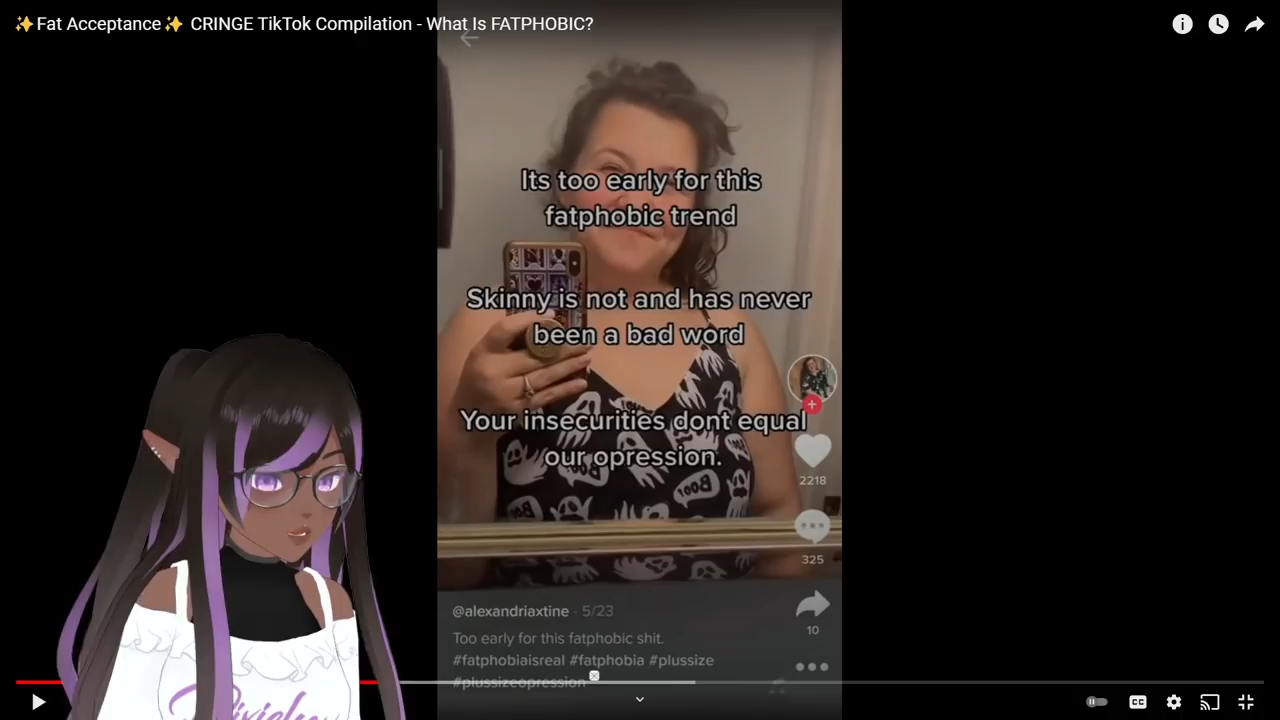 ✨Fat Acceptance✨ CRINGE TikTok Compilation - What Is FATPHOBIC?
Its too early for this
fatphobic trend
Skinny is not and has never
been a bad word
Your insecurities dont equal
our opression.
BOO!
2218
325
@alexandriaxtine · 5/23
10
Too early for this fatphobic shit.
#fatphobiaisreal #fatphobia #plussize
#plussizeopression
CC